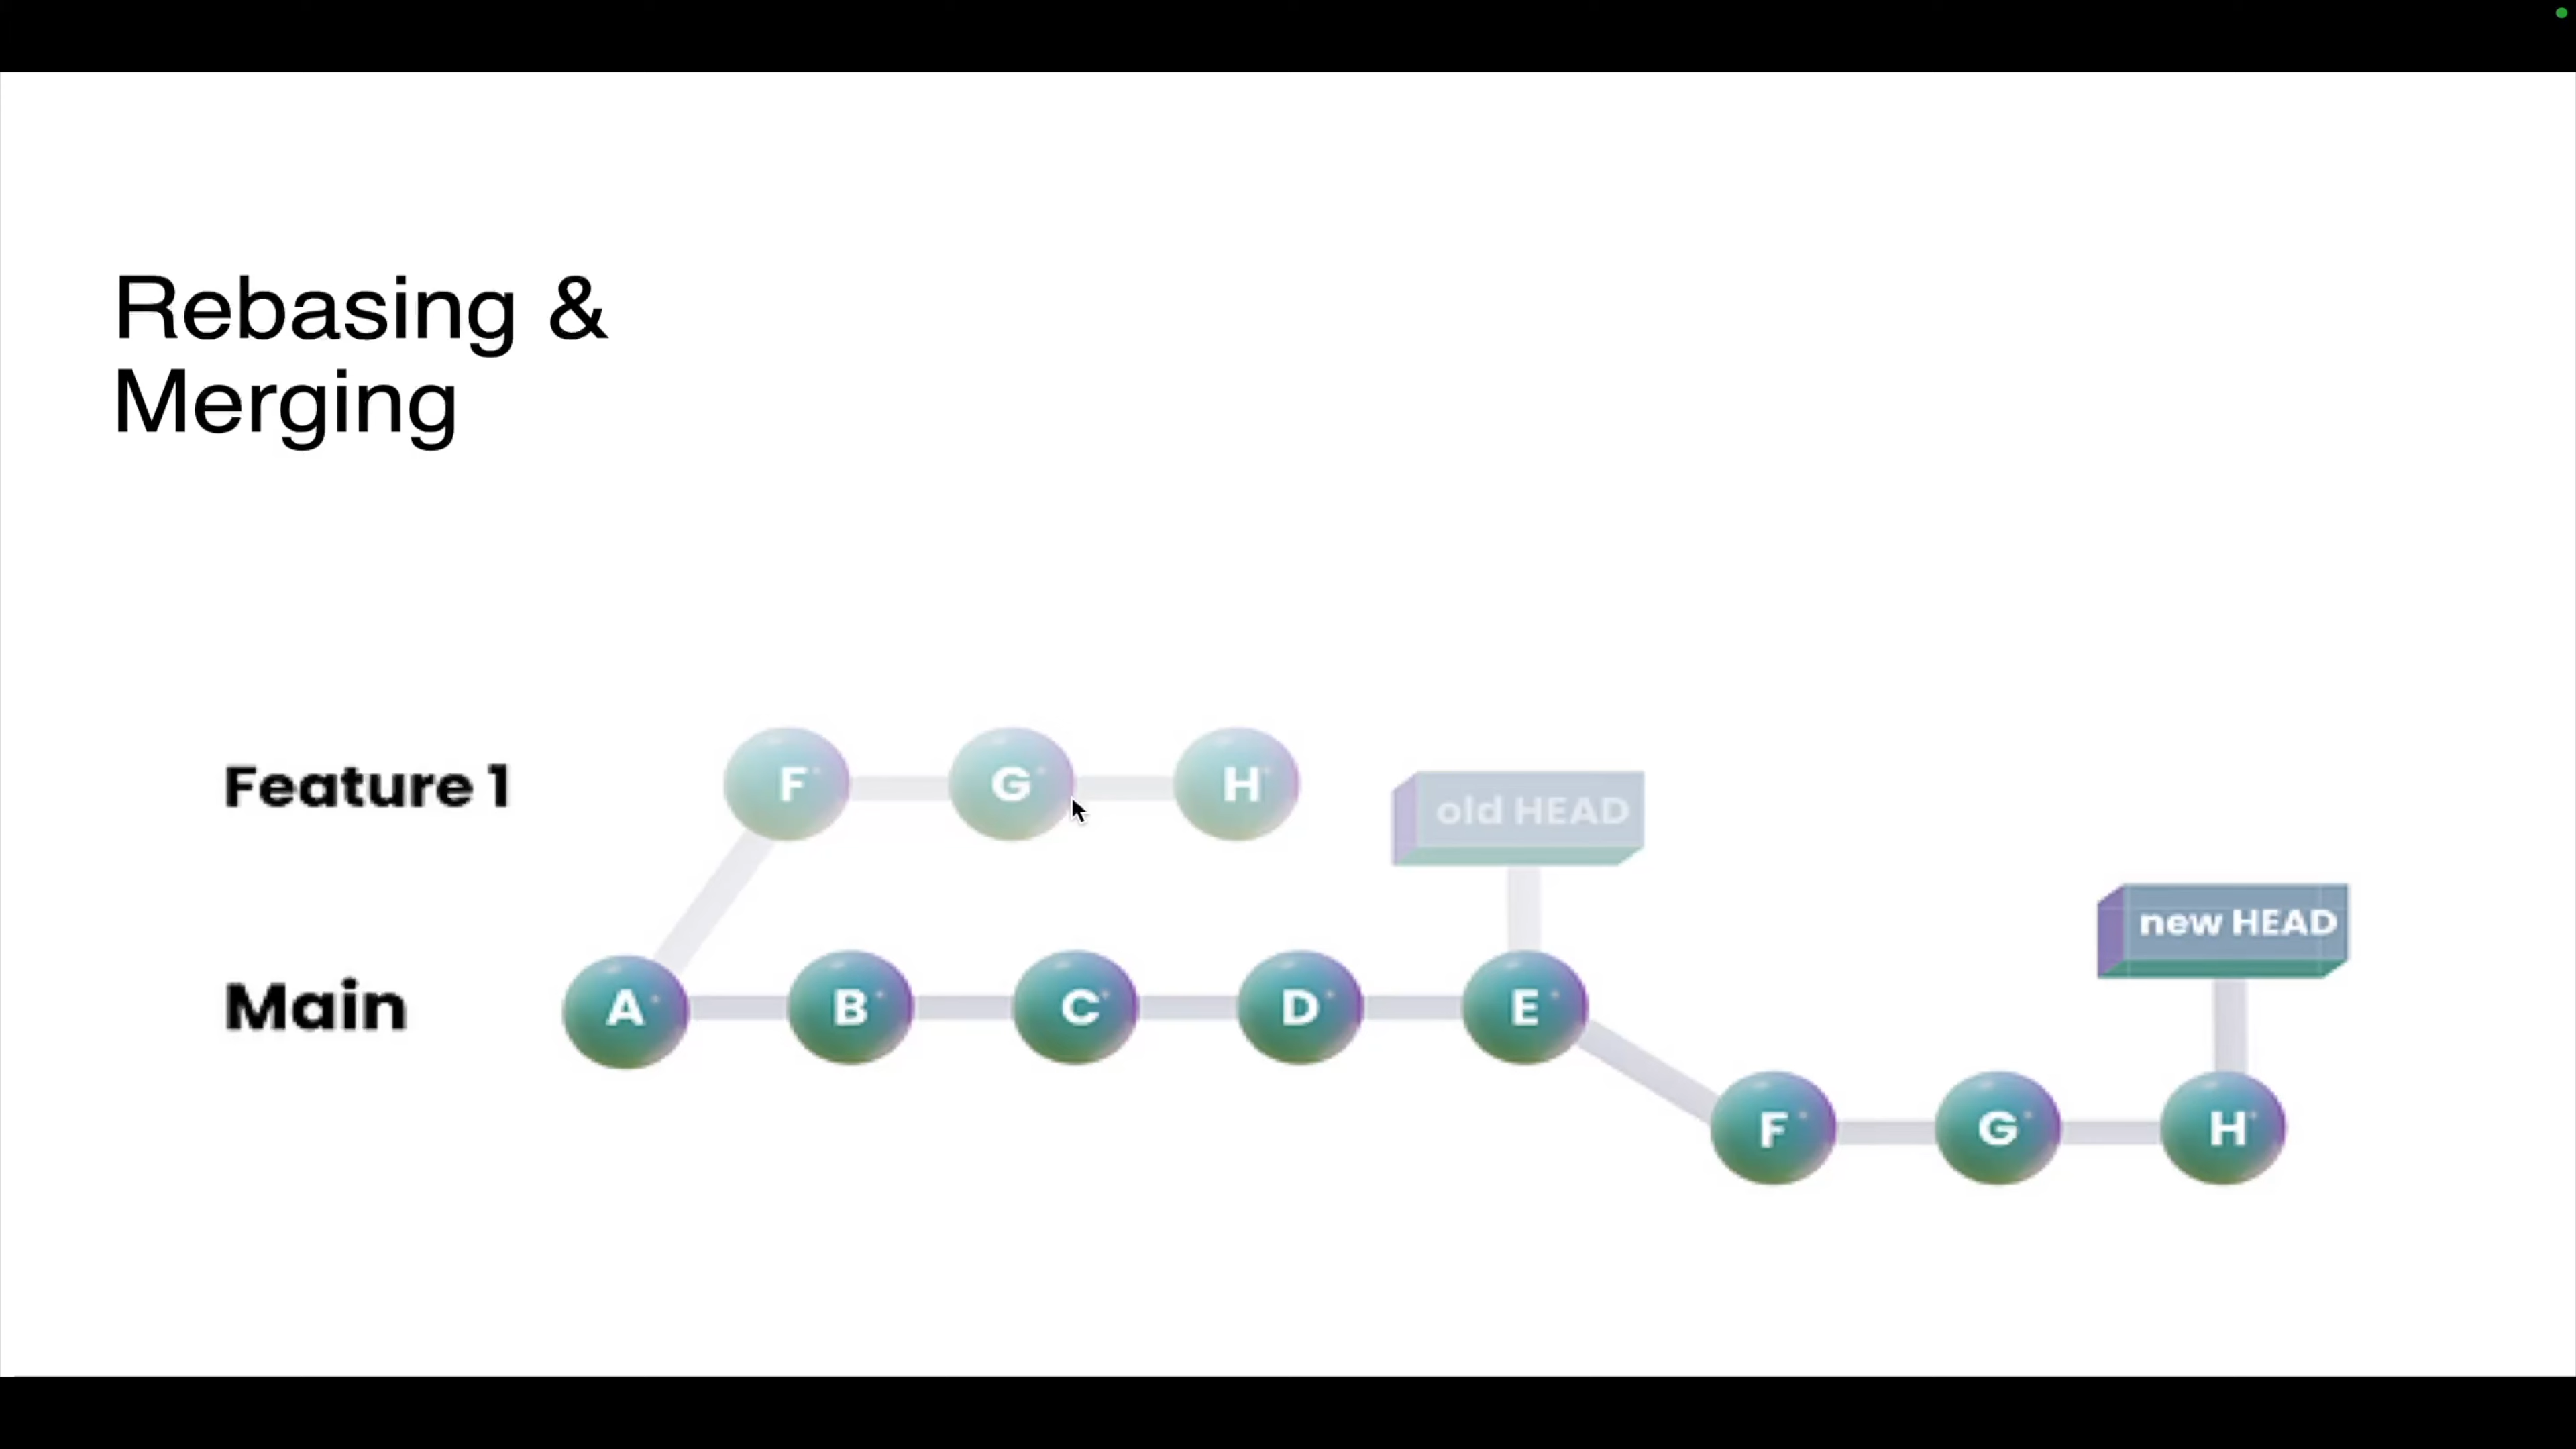 Rebasing &
Merging
Feature 1
F G H
old HEAD
new HEAD
Main
A B C D E
F G H